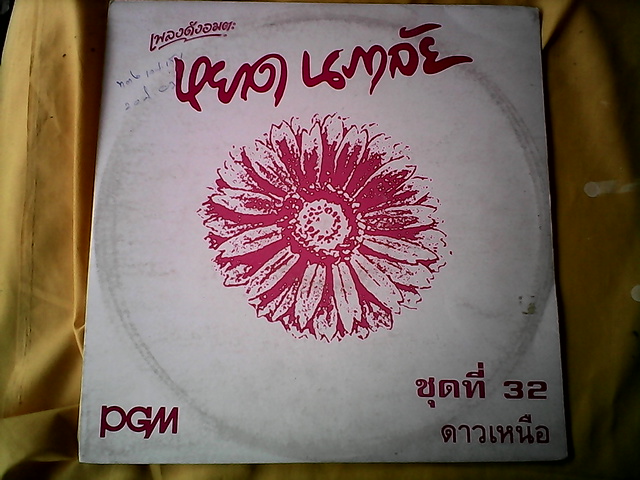 เพลงดังอมตะ
หยาด นภาลัย
PGM
ชุดที่ 32
ดาวเหนือ